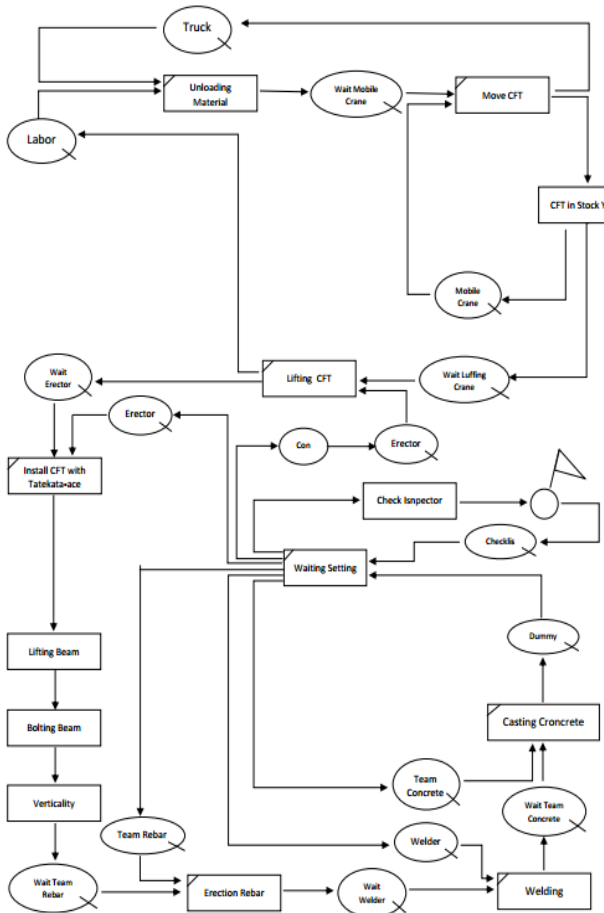 Truck
Unloading
Material
Wait Mobile
Crane
Move CFT
Labor
CFT in Stock Y
Mobile
Crane
Wait
Erector
Lifting CFT
Wait Luffing
Crane
Erector
Con
Erector
Install CFT with
Tatekata•ace
Check Isnpector
Checklis
Waiting Setting
Dummy
Lifting Beam
Bolting Beam
Casting Croncrete
Verticality
Team
Concrete
Wait Team
Concrete
Team Rebar
Welder
Wait Team
Rebar
Erection Rebar
Wait
Welder
Welding